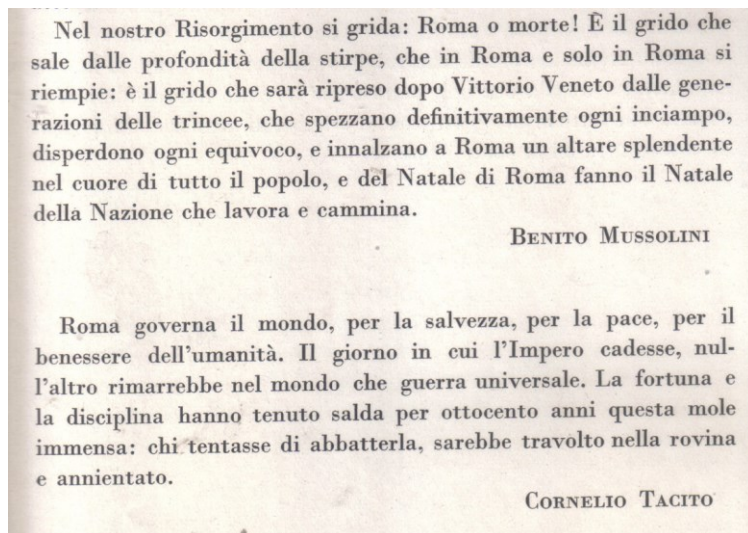 Nel nostro Risorgimento si grida: Roma o morte! È il grido che
sale dalle profondità della stirpe, che in Roma e solo in Roma si
riempie: è il grido che sarà ripreso dopo Vittorio Veneto dalle gene-
razioni delle trincee, che spezzano definitivamente ogni inciampo,
disperdono ogni equivoco, e innalzano a Roma un altare splendente
nel cuore di tutto il popolo, e del Natale di Roma fanno il Natale
della Nazione che lavora e cammina.
BENITO MUSSOLINI
Roma governa il mondo, per la salvezza, per la pace, per il
benessere dell'umanità. Il giorno in cui l'Impero cadesse, nul-
l'altro rimarrebbe nel mondo che guerra universale. La fortuna e
la disciplina hanno tenuto salda per ottocento anni questa mole
immensa: chi tentasse di abbatterla, sarebbe travolto nella rovina
e annientato.
CORNELIO TACITO